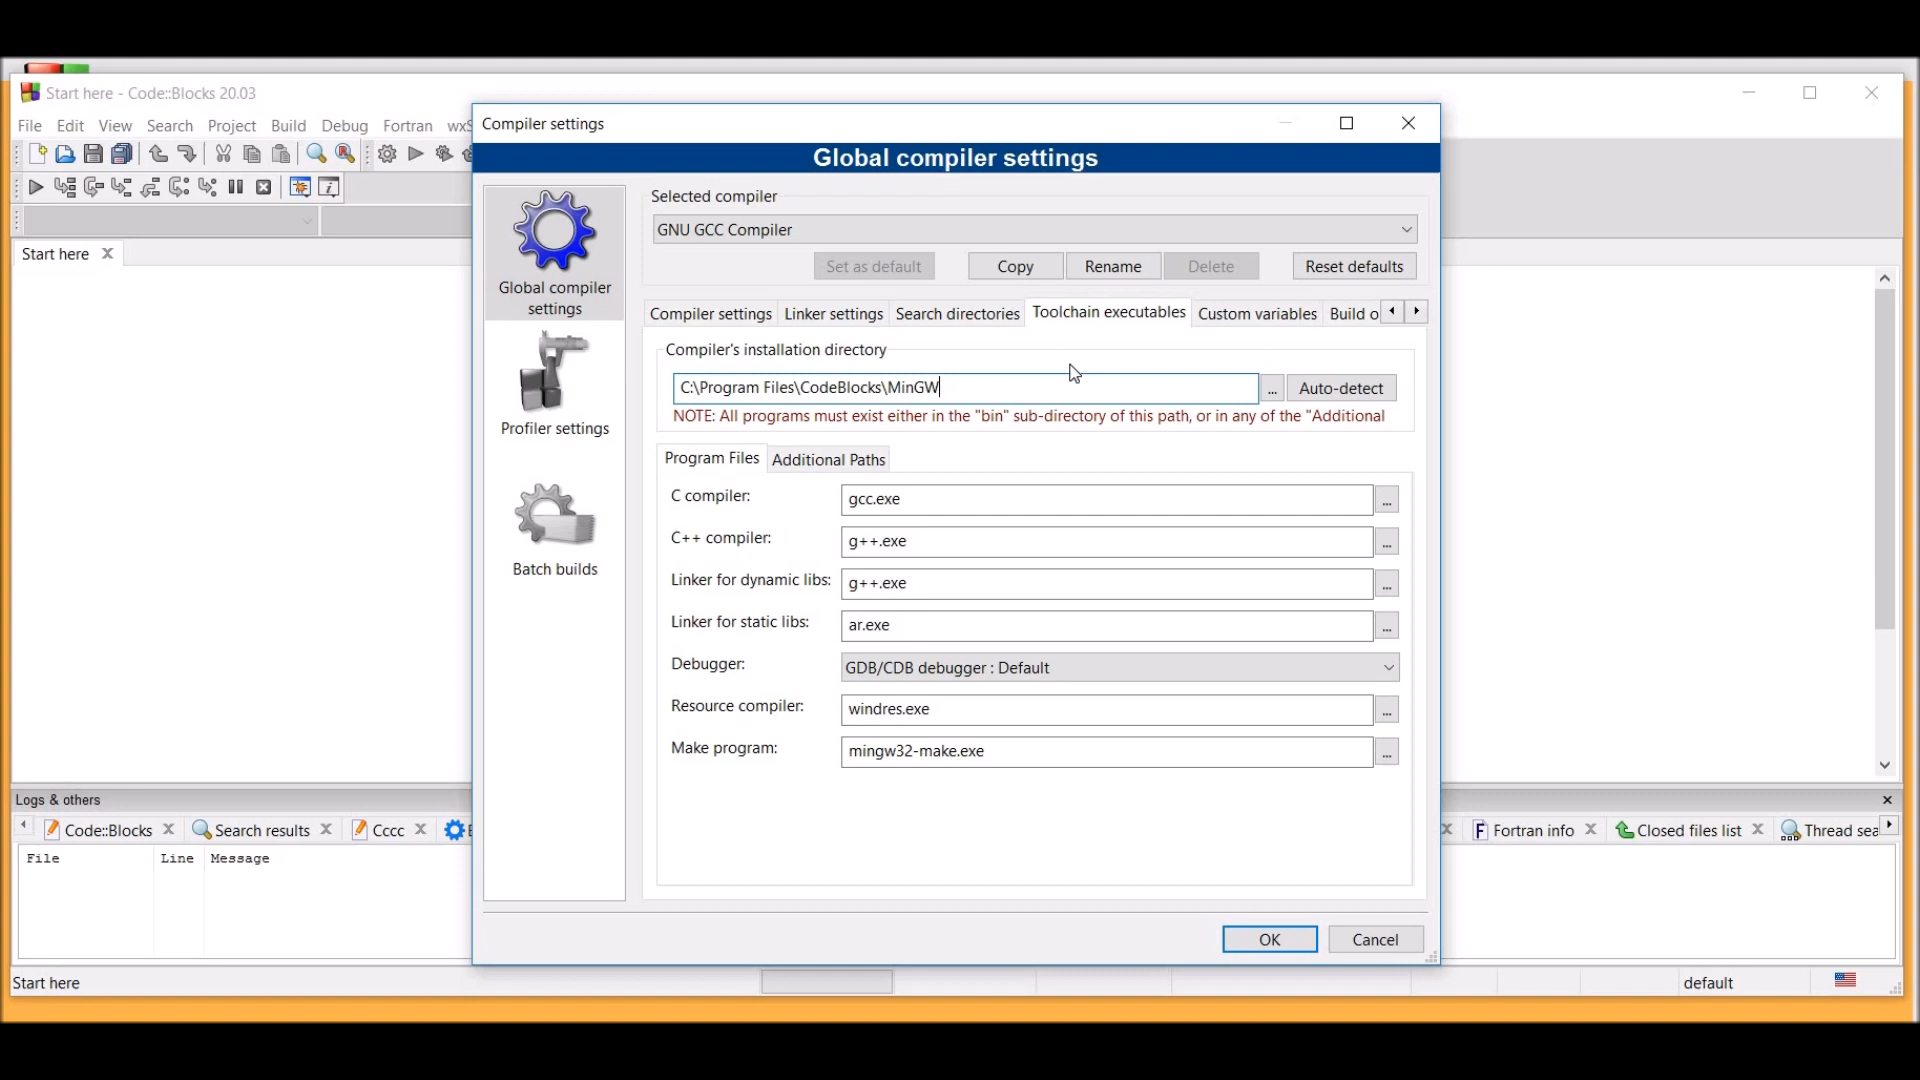 Start here - Code::Blocks 20.03
File Edit View Search Project Build Debug Fortran wxS
Start here
Compiler settings
Global compiler settings
Global compiler
settings
Profiler settings
Batch builds
Selected compiler
GNU GCC Compiler
Set as default Copy Rename Delete Reset defaults
Compiler settings Linker settings Search directories Toolchain executables Custom variables Build o
Compiler's installation directory
C:\Program Files\CodeBlocks\MinGW
... Auto-detect
NOTE: All programs must exist either in the "bin" sub-directory of this path, or in any of the "Additional
Program Files Additional Paths
C compiler: gcc.exe ...
C++ compiler: g++.exe ...
Linker for dynamic libs: g++.exe ...
Linker for static libs: ar.exe ...
Debugger: GDB/CDB debugger : Default
Resource compiler: windres.exe ...
Make program: mingw32-make.exe ...
OK Cancel
Logs & others
Code::Blocks Search results Cccc Fortran info Closed files list Thread sea
File Line Message
Start here default